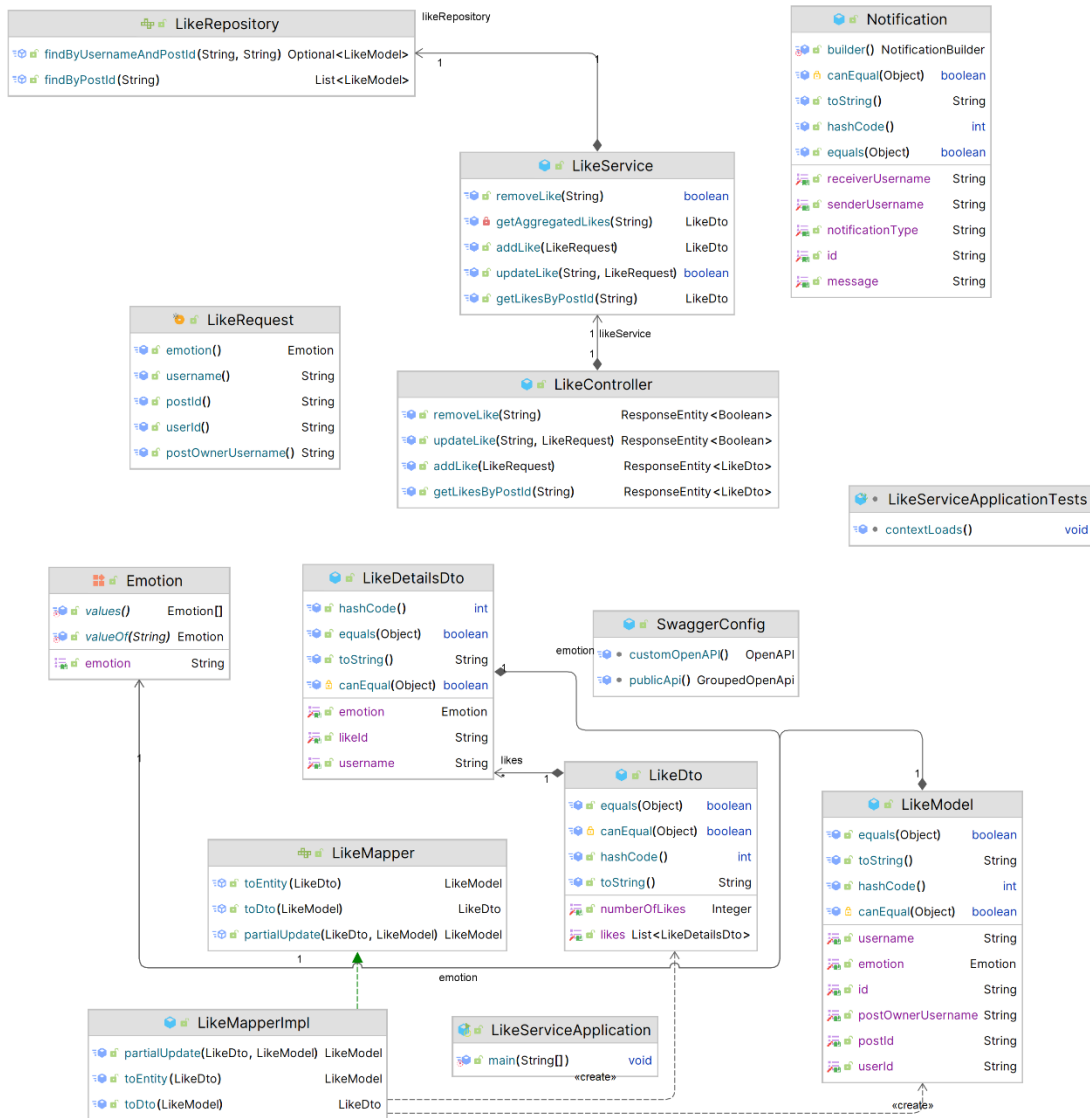 LikeRepository
findByUsernameAndPostId(String, String) Optional<LikeModel>
findByPostId(String) List<LikeModel>
likeRepository
1
1
Notification
builder() NotificationBuilder
canEqual(Object) boolean
toString() String
hashCode() int
equals(Object) boolean
receiverUsername String
senderUsername String
notificationType String
id String
message String
LikeService
removeLike(String) boolean
getAggregatedLikes(String) LikeDto
addLike(LikeRequest) LikeDto
updateLike(String, LikeRequest) boolean
getLikesByPostId(String) LikeDto
1 likeService
1
LikeRequest
emotion() Emotion
username() String
postId() String
userId() String
postOwnerUsername() String
LikeController
removeLike(String) ResponseEntity<Boolean>
updateLike(String, LikeRequest) ResponseEntity<Boolean>
addLike(LikeRequest) ResponseEntity<LikeDto>
getLikesByPostId(String) ResponseEntity<LikeDto>
LikeServiceApplicationTests
contextLoads() void
Emotion
values() Emotion[]
valueOf(String) Emotion
emotion String
1
LikeDetailsDto
hashCode() int
equals(Object) boolean
toString() String
canEqual(Object) boolean
emotion Emotion
likeId String
username String
1
emotion
SwaggerConfig
customOpenAPI() OpenAPI
publicApi() GroupedOpenApi
likes
*
1
LikeDto
equals(Object) boolean
canEqual(Object) boolean
hashCode() int
toString() String
numberOfLikes Integer
likes List<LikeDetailsDto>
1
LikeModel
equals(Object) boolean
toString() String
hashCode() int
canEqual(Object) boolean
username String
emotion Emotion
id String
postOwnerUsername String
postId String
userId String
LikeMapper
toEntity(LikeDto) LikeModel
toDto(LikeModel) LikeDto
partialUpdate(LikeDto, LikeModel) LikeModel
1
emotion
LikeMapperImpl
partialUpdate(LikeDto, LikeModel) LikeModel
toEntity(LikeDto) LikeModel
toDto(LikeModel) LikeDto
LikeServiceApplication
main(String[]) void
«create»
«create»